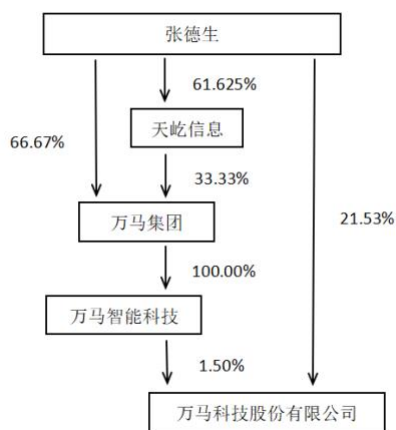 张德生
61.625%
天屹信息
66.67%
33.33%
万马集团
21.53%
100.00%
万马智能科技
1.50%
万马科技股份有限公司